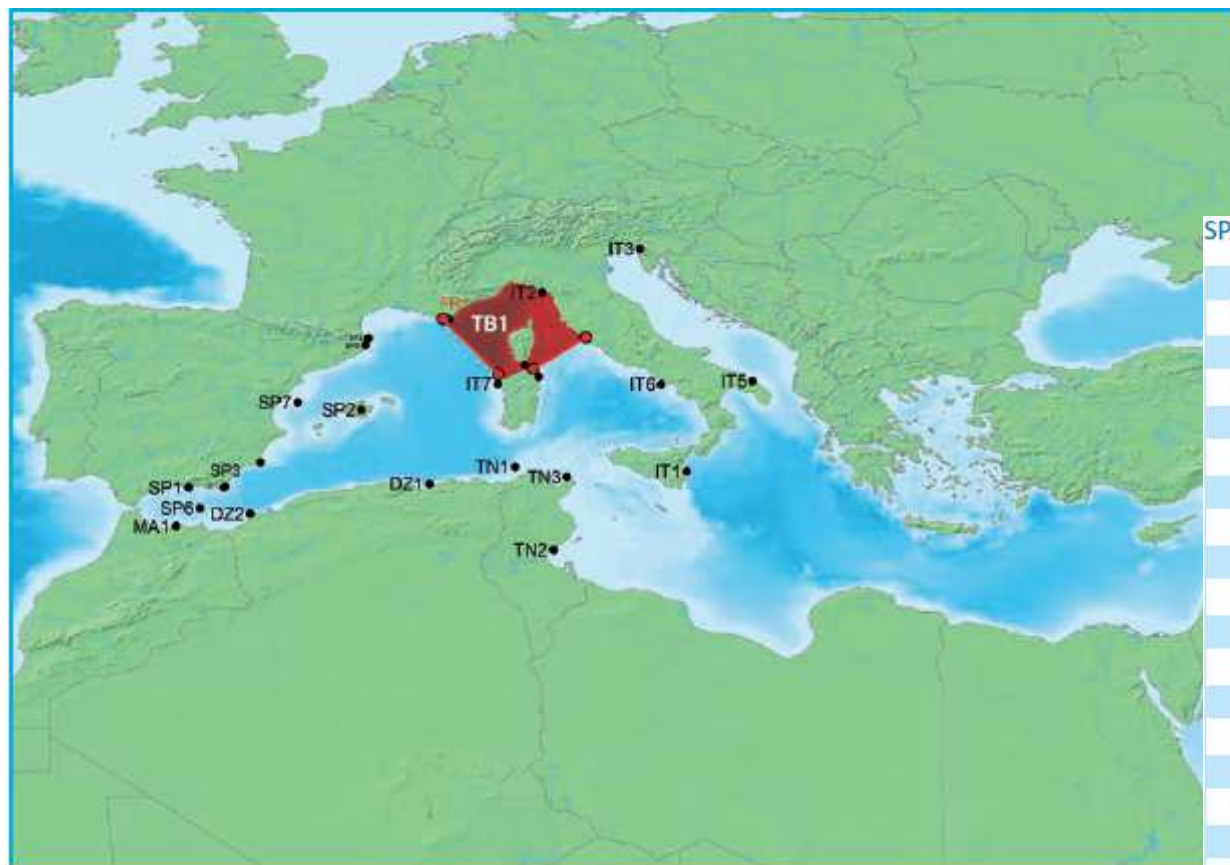 IT3
SP
IT2
TB1
IT7
IT6
IT5
SP7
SP2
SP3
TN1
IT1
SP1
DZ1
TN3
SP6
DZ2
MA1
TN2